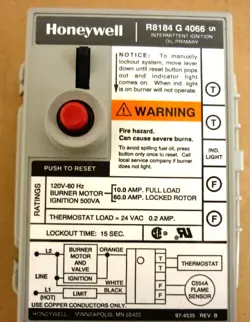 Honeywell
R8184 G 4066 5
INTERMITTENT IGNITION
OIL PRIMARY
NOTICE: To manually
lockout system, move lever
down until reset button pops
out and indicator light
comes on. When ind light
is on burner will not operate.
T
T
IND.
LIGHT
F
F
WARNING
Fire hazard.
Can cause severe burns.
To avoid spilling fuel oil, press
button only once to reset. Call
local service company if burner
does not light.
PUSH TO RESET
RATINGS
120V-60 Hz
BURNER MOTOR
IGNITION 500VA
10.0 AMP. FULL LOAD
60.0 AMP. LOCKED ROTOR
THERMOSTAT LOAD = 24 VAC 0.2 AMP.
LOCKOUT TIME: 15 SEC.
L2
BURNER
MOTOR
AND
VALVE
ORANGE
T
T
THERMOSTAT
LINE
IGNITION
WHITE
BLACK
L1
(HOT)
LIMIT
F
F
C554A
FLAME
SENSOR
USE COPPER CONDUCTORS ONLY.
HONEYWELL MINNEAPOLIS, MN 55422
97-4535 REV. B